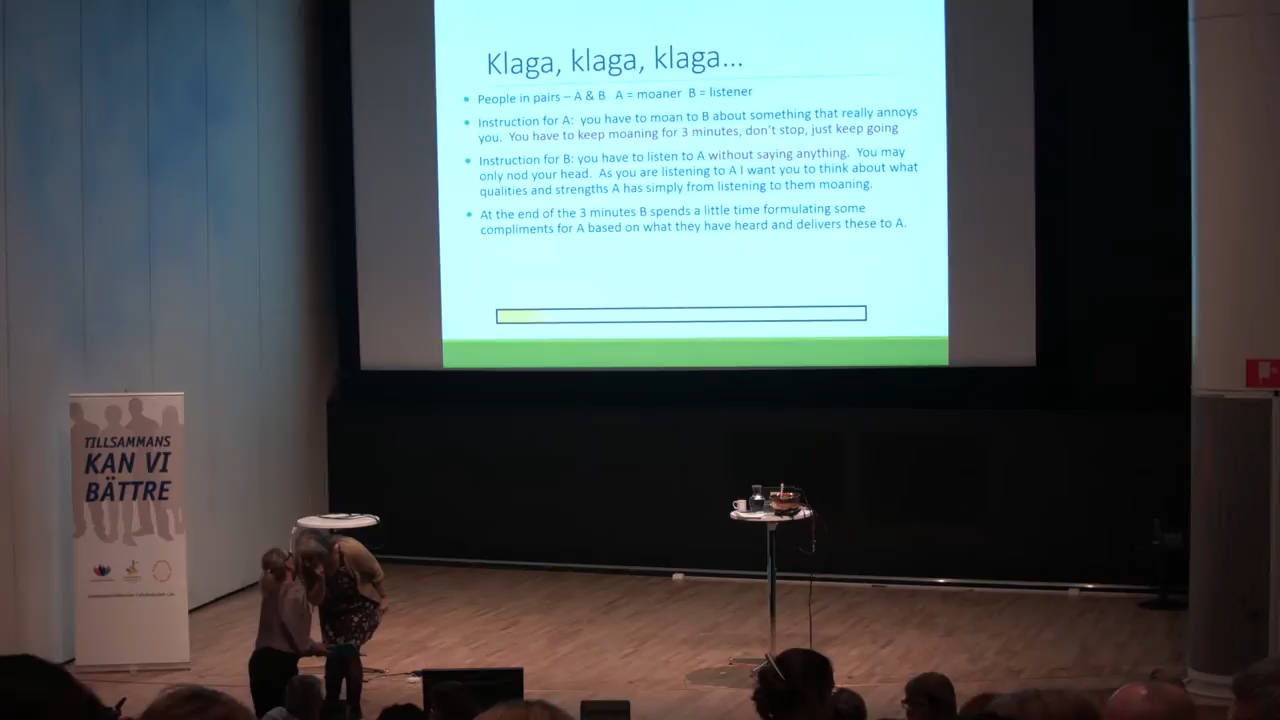 Klaga, klaga, klaga...
People in pairs – A & B A = moaner B = listener
Instruction for A: you have to moan to B about something that really annoys
you. You have to keep moaning for 3 minutes, don't stop, just keep going
Instruction for B: you have to listen to A without saying anything. You may
only nod your head. As you are listening to A I want you to think about what
qualities and strengths A has simply from listening to them moaning.
At the end of the 3 minutes B spends a little time formulating some
compliments for A based on what they have heard and delivers these to A.
TILLSAMMANS
KAN VI
BÄTTRE